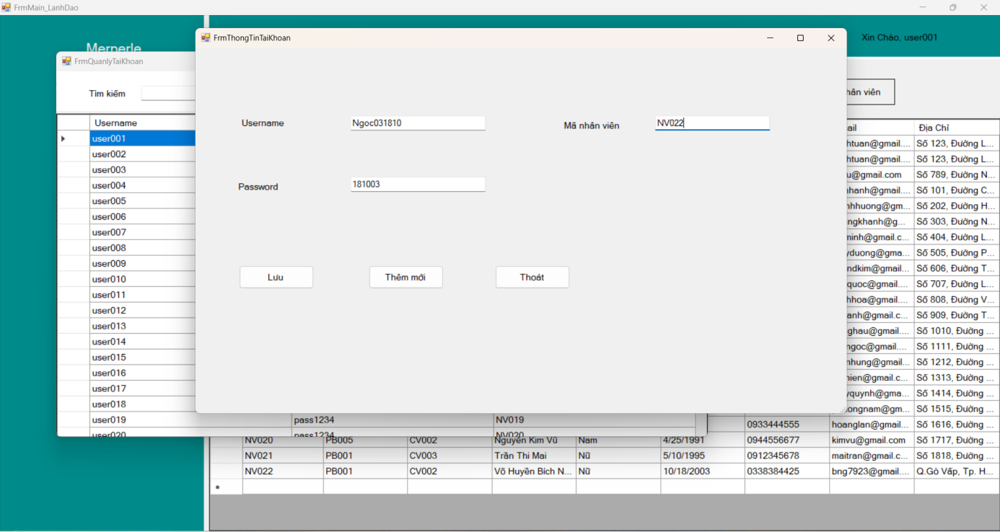 FrmMain_LanhDao
Merperle
Xin Chào, user001
FrmQuanlyTaiKhoan
Tìm kiếm
Username
user001
user002
user003
user004
user005
user006
user007
user008
user009
user010
user011
user012
user013
user014
user015
user016
user017
user018
user019 pass1234 NV019
user020 pass1234 NV020
FrmThongTinTaiKhoan
Username Ngoc031810 Mã nhân viên NV022
Password 181003
Lưu Thêm mới Thoát
viên
Địa Chỉ
htuan@gmail.... Số 123, Đường L...
htuan@gmail.... Số 123, Đường L...
u@gmail.com Số 789, Đường N...
hhanh@gmail.... Số 101, Đường C...
hhuong@gm... Số 202, Đường H...
ngkhanh@g... Số 303, Đường N...
minh@gmail.c... Số 404, Đường L...
yduong@gma... Số 505, Đường P...
ndkim@gmail... Số 606, Đường T...
quoc@gmail.... Số 707, Đường L...
hhoa@gmail.... Số 808, Đường V...
anh@gmail.c... Số 909, Đường T...
ghau@gmail.... Số 1010, Đường ...
ngoc@gmail.... Số 1111, Đường ...
nhung@gmail... Số 1212, Đường ...
hien@gmail.c... Số 1313, Đường ...
yquynh@gma... Số 1414, Đường ...
ongnam@gm... Số 1515, Đường ...
0933444555 hoanglan@gmail... Số 1616, Đường ...
NV020 PB005 CV002 Nguyễn Kim Vũ Nam 4/25/1991 0944556677 kimvu@gmail.com Số 1717, Đường ...
NV021 PB001 CV003 Trần Thi Mai Nữ 5/10/1995 0912345678 maitran@gmail.c... Số 1818, Đường ...
NV022 PB001 CV002 Võ Huyền Bích N... Nữ 10/18/2003 0338384425 bng7923@gmail.... Q.Gò Vấp, Tp. H...